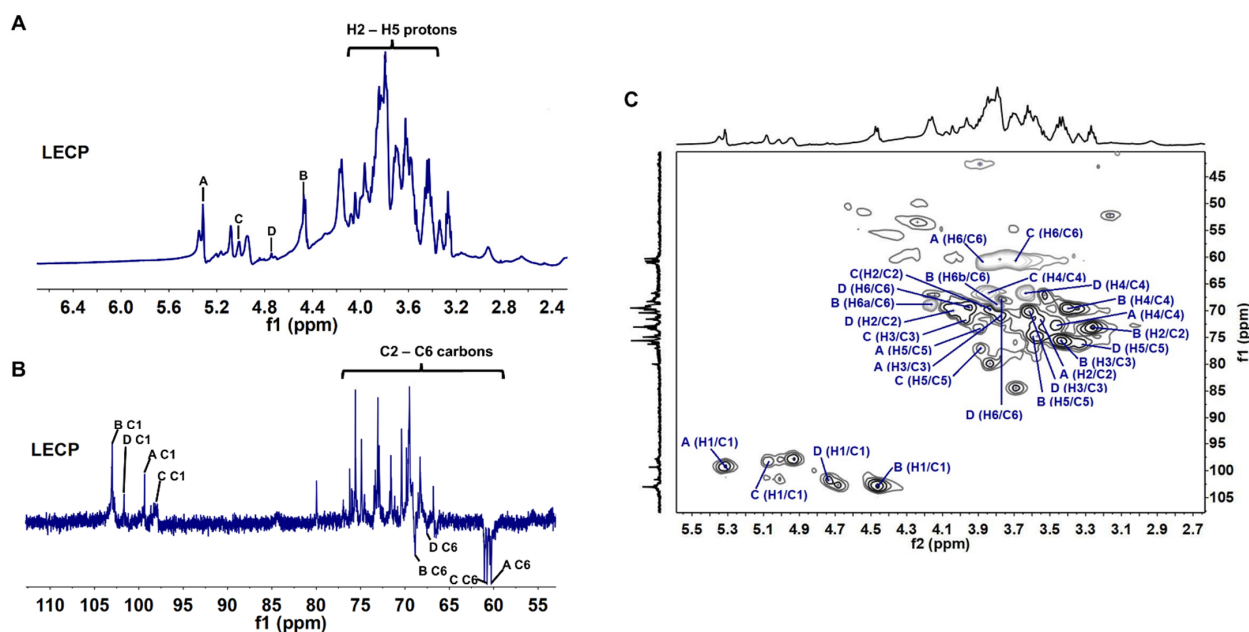 A
H2 – H5 protons
LECP
A
C
D
B
6.4 6.0 5.6 5.2 4.8 4.4 4.0 3.6 3.2 2.8 2.4
f1 (ppm)
B
C2 – C6 carbons
LECP
B C1
D C1
A C1
C C1
D C6
B C6
C C6
A C6
110 105 100 95 90 85 80 75 70 65 60 55
f1 (ppm)
C
A (H6/C6)
C (H6/C6)
C(H2/C2)
B (H6b/C6)
C (H4/C4)
D (H6/C6)
D (H4/C4)
B (H6a/C6)
B (H4/C4)
D (H2/C2)
A (H4/C4)
C (H3/C3)
B (H2/C2)
A (H5/C5)
D (H5/C5)
A (H3/C3)
B (H3/C3)
C (H5/C5)
A (H2/C2)
D (H3/C3)
B (H5/C5)
D (H6/C6)
A (H1/C1)
C (H1/C1)
D (H1/C1)
B (H1/C1)
45
50
55
60
65
70
75
80
85
90
95
100
105
f1 (ppm)
5.5 5.3 5.1 4.9 4.7 4.5 4.3 4.1 3.9 3.7 3.5 3.3 3.1 2.9 2.7
f2 (ppm)